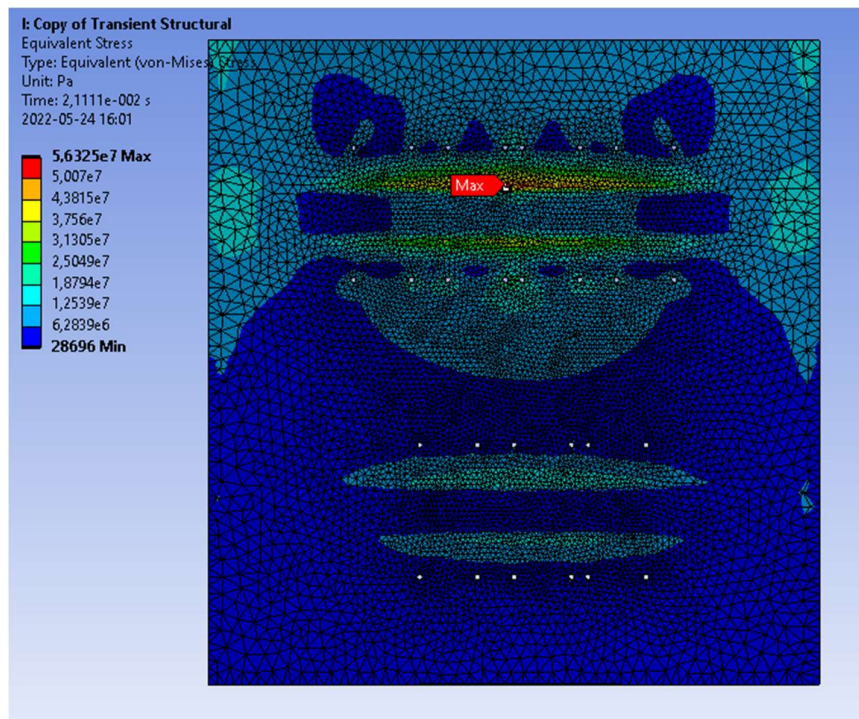 I: Copy of Transient Structural
Equivalent Stress
Type: Equivalent (von-Mises) Stress
Unit: Pa
Time: 2,1111e-002 s
2022-05-24 16:01
5,6325e7 Max
5,007e7
4,3815e7
3,756e7
3,1305e7
2,5049e7
1,8794e7
1,2539e7
6,2839e6
28696 Min
Max